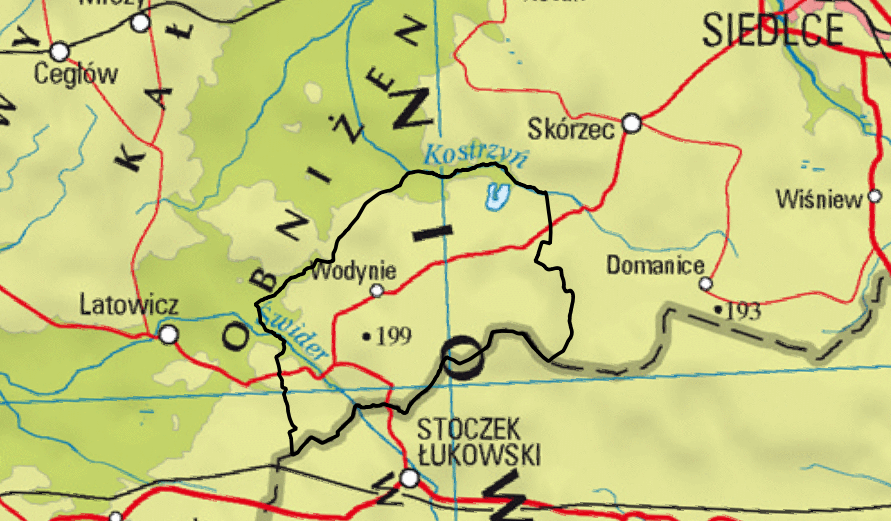 SIEDLCE
Cegłów
Skórzec
Kostrzyń
Wiśniew
Domanice
Wodynie
Latowicz
193
Świder
199
STOCZEK
ŁUKOWSKI
K A Ł
O B N I Ż E N I